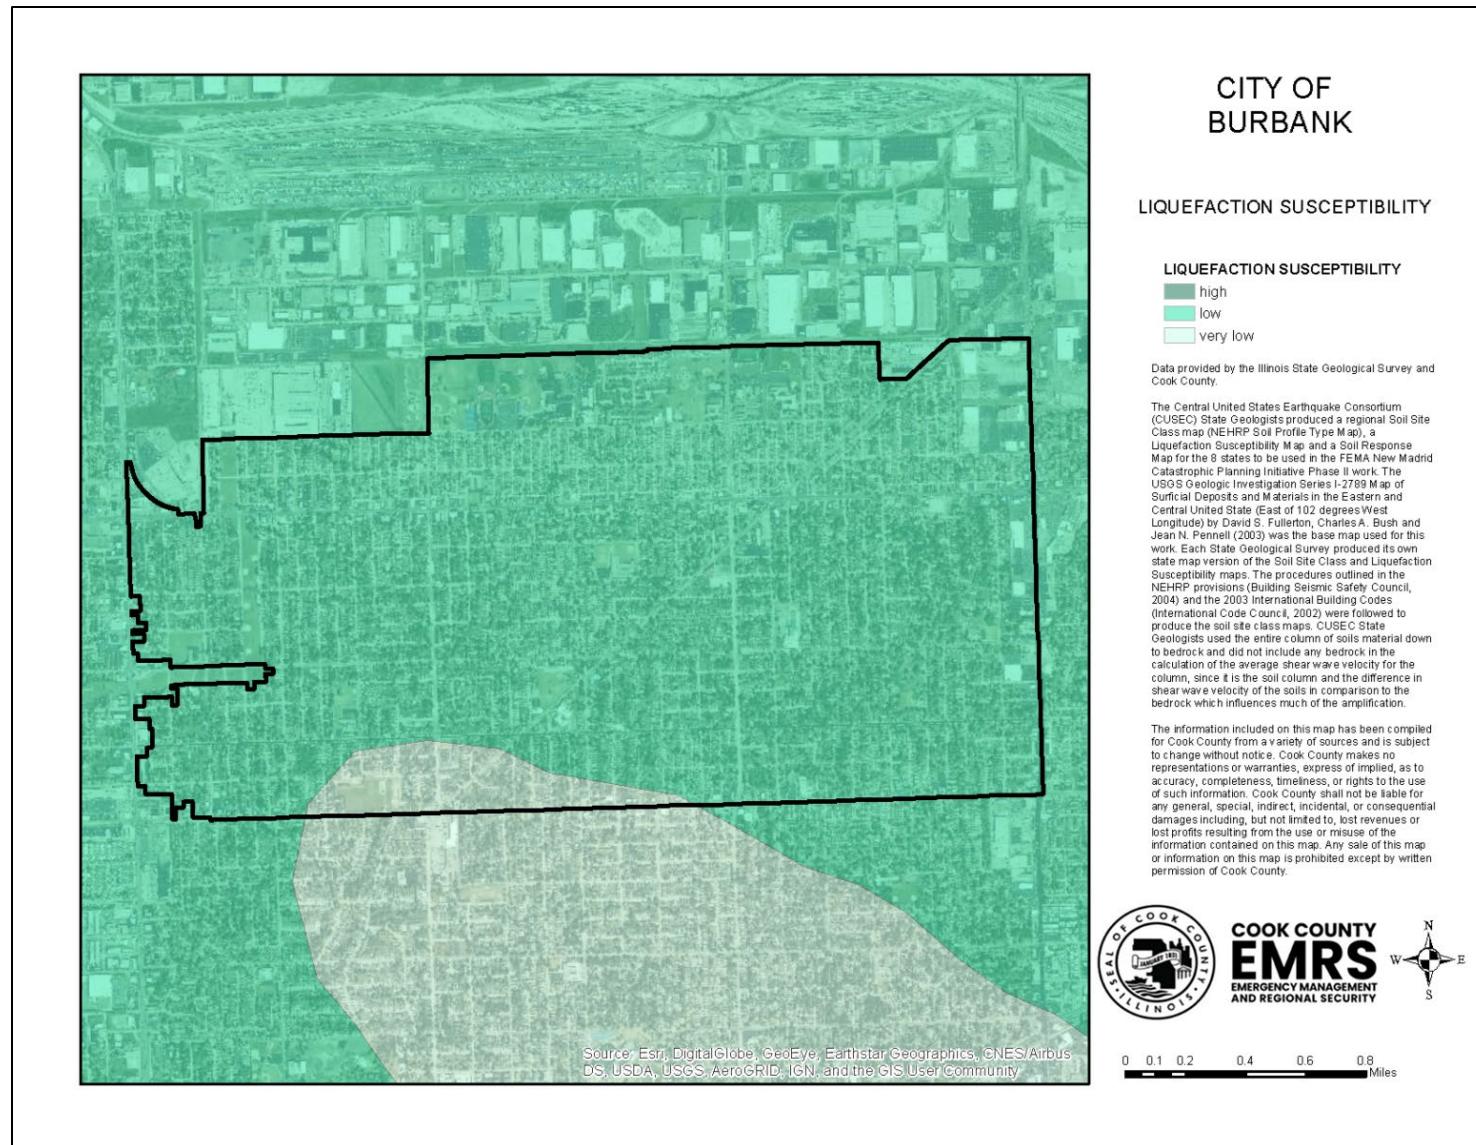 CITY OF
BURBANK
LIQUEFACTION SUSCEPTIBILITY
LIQUEFACTION SUSCEPTIBILITY
high
low
very low
Data provided by the Illinois State Geological Survey and
Cook County.
The Central United States Earthquake Consortium
(CUSEC) State Geologists produced a regional Soil Site
Class map (NEHRP Soil Profile Type Map), a
Liquefaction Susceptibility Map and a Soil Response
Map for the 8 states to be used in the FEMA New Madrid
Catastrophic Planning Initiative Phase II work. The
USGS Geologic Investigation Series I-2789 Map of
Surficial Deposits and Materials in the Eastern and
Central United State (East of 102 degrees West
Longitude) by David S. Fullerton, Charles A. Bush and
Jean N. Pennell (2003) was the base map used for this
work. Each State Geological Survey produced its own
state map version of the Soil Site Class and Liquefaction
Susceptibility maps. The procedures outlined in the
NEHRP provisions (Building Seismic Safety Council,
2004) and the 2003 International Building Codes
(International Code Council, 2002) were followed to
produce the soil site class maps. CUSEC State
Geologists used the entire column of soils material down
to bedrock and did not include any bedrock in the
calculation of the average shear wave velocity for the
column, since it is the soil column and the difference in
shear wave velocity of the soils in comparison to the
bedrock which influences much of the amplification.
The information included on this map has been compiled
for Cook County from a variety of sources and is subject
to change without notice. Cook County makes no
representations or warranties, express of implied, as to
accuracy, completeness, timeliness, or rights to the use
of such information. Cook County shall not be liable for
any general, special, indirect, incidental, or consequential
damages including, but not limited to, lost revenues or
lost profits resulting from the use or misuse of the
information contained on this map. Any sale of this map
or information on this map is prohibited except by written
permission of Cook County.
SEAL OF COOK COUNTY
JANUARY 1831
ILLINOIS
COOK COUNTY
EMRS
EMERGENCY MANAGEMENT
AND REGIONAL SECURITY
N
W E
S
Source: Esri, DigitalGlobe, GeoEye, Earthstar Geographics, CNES/Airbus
DS, USDA, USGS, AeroGRID, IGN, and the GIS User Community
0 0.1 0.2 0.4 0.6 0.8
Miles